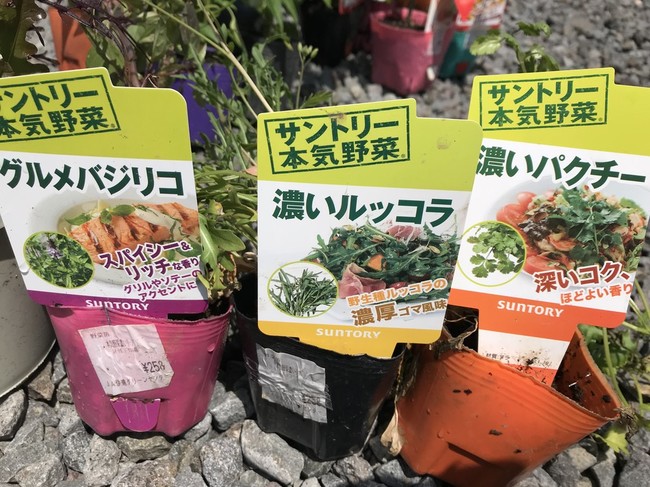 サントリー
本気野菜
グルメバジリコ
スパイシー&
リッチな香り
グリルやソテーの
アクセントに
SUNTORY
サントリー
本気野菜
濃いルッコラ
野生種ルッコラの
濃厚ゴマ風味
SUNTORY
サントリー
本気野菜
濃いパクチー
深いコク、
ほどよい香り
SUNTORY